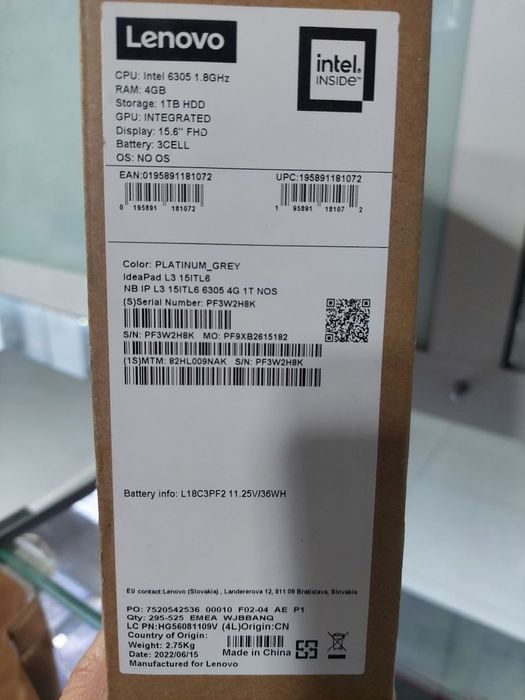 Lenovo
intel.
INSIDE™
CPU: Intel 6305 1.8GHz
RAM: 4GB
Storage: 1TB HDD
GPU: INTEGRATED
Display: 15.6" FHD
Battery: 3CELL
OS: NO OS
EAN:0195891181072 UPC:195891181072
0 195891 181072 1 95891 18107 2
Color: PLATINUM_GREY
IdeaPad L3 15ITL6
NB IP L3 15ITL6 6305 4G 1T NOS
(S)Serial Number: PF3W2H8K
S/N: PF3W2H8K MO: PF9XB2615182
(1S)MTM: 82HL009NAK S/N: PF3W2H8K
Battery info: L18C3PF2 11.25V/36WH
EU contact:Lenovo (Slovakia) , Landererova 12, 811 09 Bratislava, Slovakia
PO: 7520542536 00010 F02-04 AE P1
Qty: 295-525 EMEA WJBBANQ
LC PN:HG56081109V (4L)Origin:CN
Country of Origin:
Weight: 2.75Kg Made in China
Date: 2022/06/15
Manufactured for Lenovo